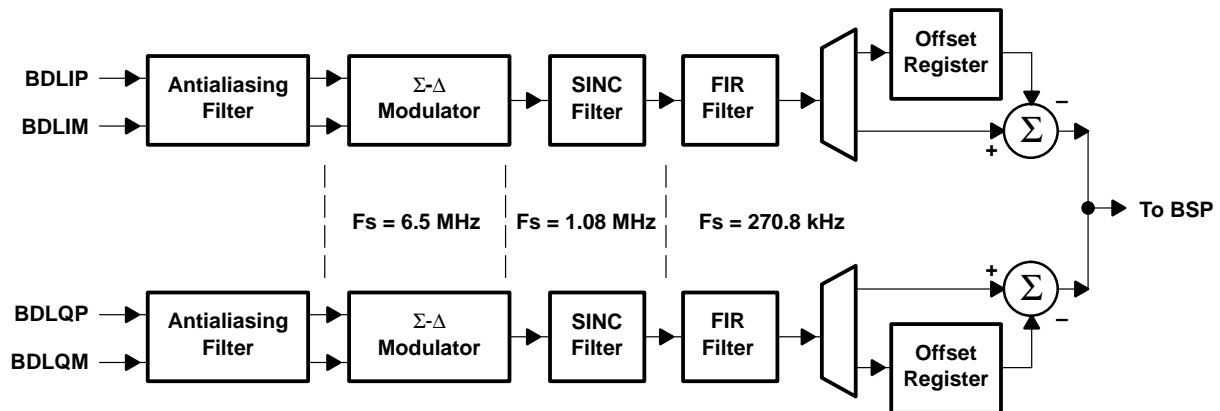 BDLIP
BDLIM
Antialiasing
Filter
Σ-Δ
Modulator
SINC
Filter
FIR
Filter
Offset
Register
−
Σ
+
Fs = 6.5 MHz
Fs = 1.08 MHz
Fs = 270.8 kHz
To BSP
BDLQP
BDLQM
Antialiasing
Filter
Σ-Δ
Modulator
SINC
Filter
FIR
Filter
+
Σ
−
Offset
Register